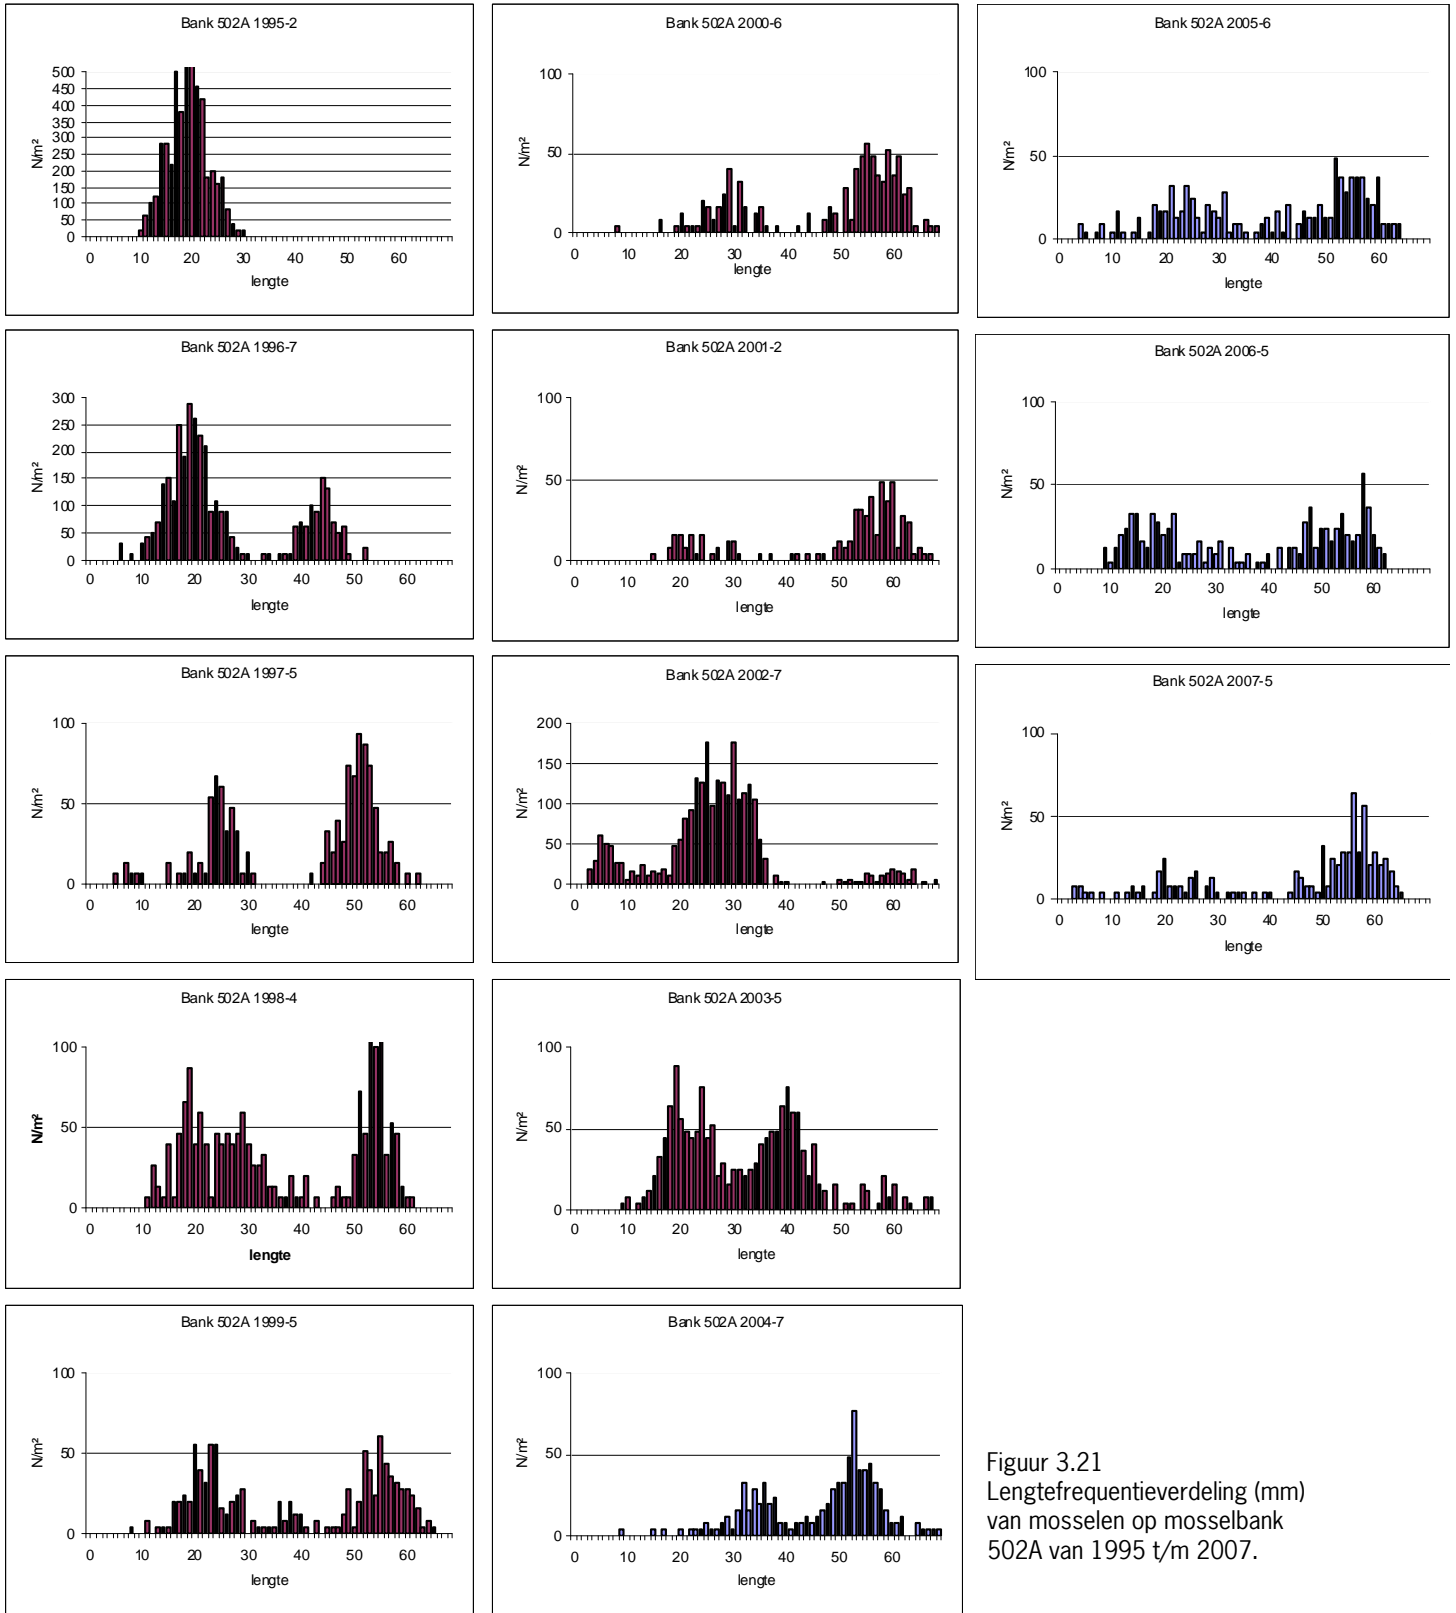 Bank 502A 1995-2
500
450
400
350
300
250
200
150
100
50
0
N/m²
0 10 20 30 40 50 60
lengte
Bank 502A 2000-6
100
50
0
N/m²
0 10 20 30 40 50 60
lengte
Bank 502A 2005-6
100
50
0
N/m²
0 10 20 30 40 50 60
lengte
Bank 502A 1996-7
300
250
200
150
100
50
0
N/m²
0 10 20 30 40 50 60
lengte
Bank 502A 2001-2
100
50
0
N/m²
0 10 20 30 40 50 60
lengte
Bank 502A 2006-5
100
50
0
N/m²
0 10 20 30 40 50 60
lengte
Bank 502A 1997-5
100
50
0
N/m²
0 10 20 30 40 50 60
lengte
Bank 502A 2002-7
200
150
100
50
0
N/m²
0 10 20 30 40 50 60
lengte
Bank 502A 2007-5
100
50
0
N/m²
0 10 20 30 40 50 60
lengte
Bank 502A 1998-4
100
50
0
N/m²
0 10 20 30 40 50 60
lengte
Bank 502A 2003-5
100
50
0
N/m²
0 10 20 30 40 50 60
lengte
Bank 502A 1999-5
100
50
0
N/m²
0 10 20 30 40 50 60
lengte
Bank 502A 2004-7
100
50
0
N/m²
0 10 20 30 40 50 60
lengte
Figuur 3.21
Lengtefrequentieverdeling (mm)
van mosselen op mosselbank
502A van 1995 t/m 2007.